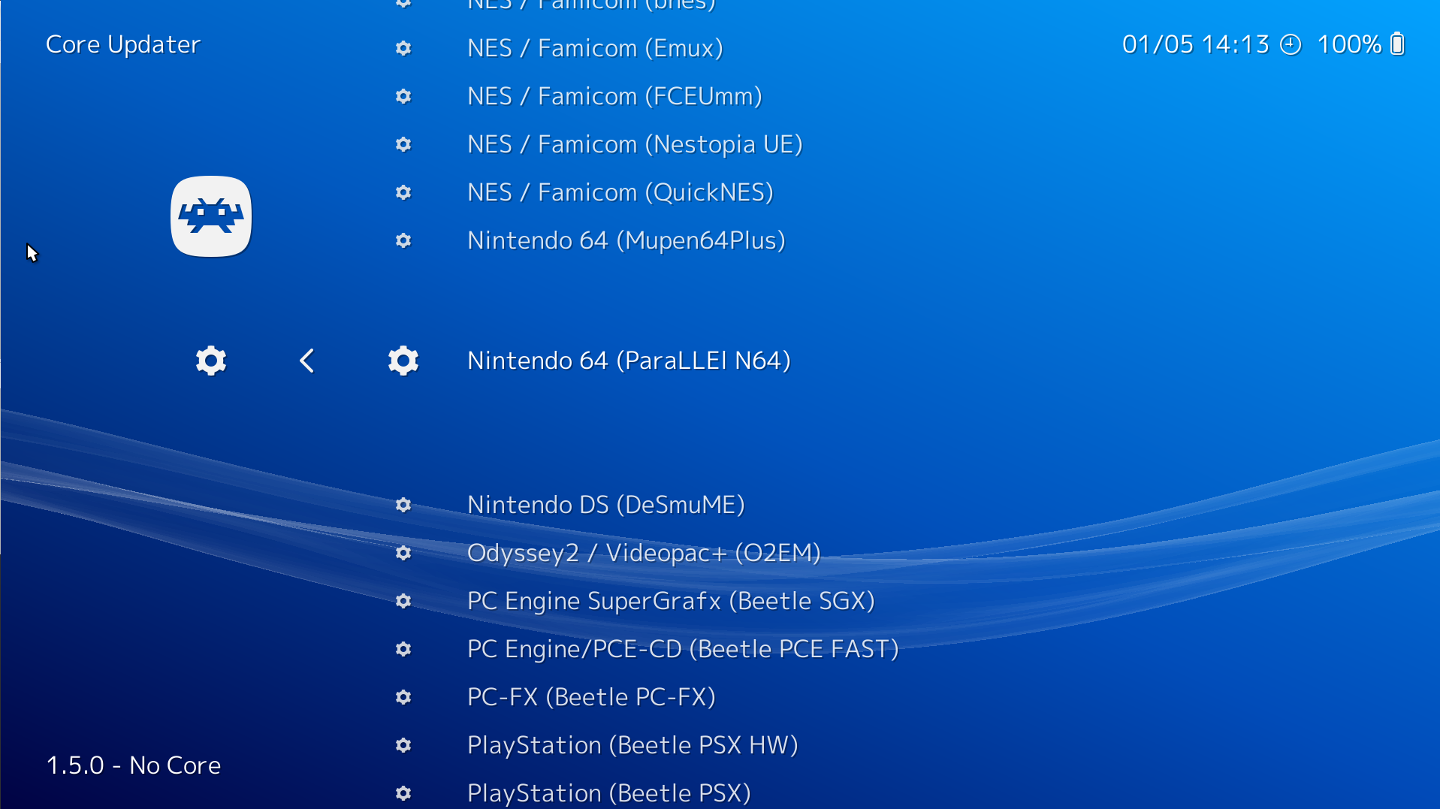 NES / Famicom (bnes)
Core Updater
01/05 14:13 100%
NES / Famicom (Emux)
NES / Famicom (FCEUmm)
NES / Famicom (Nestopia UE)
NES / Famicom (QuickNES)
Nintendo 64 (Mupen64Plus)
Nintendo 64 (ParaLLEl N64)
Nintendo DS (DeSmuME)
Odyssey2 / Videopac+ (O2EM)
PC Engine SuperGrafx (Beetle SGX)
PC Engine/PCE-CD (Beetle PCE FAST)
PC-FX (Beetle PC-FX)
PlayStation (Beetle PSX HW)
1.5.0 - No Core
PlayStation (Beetle PSX)